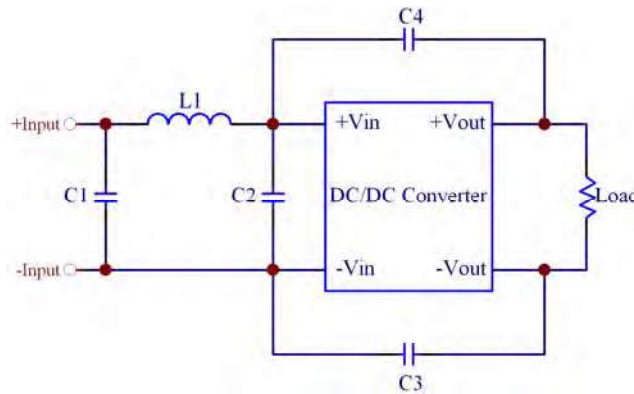 C4
L1
+Input
+Vin
+Vout
C1
C2
DC/DC Converter
Load
-Input
-Vin
-Vout
C3